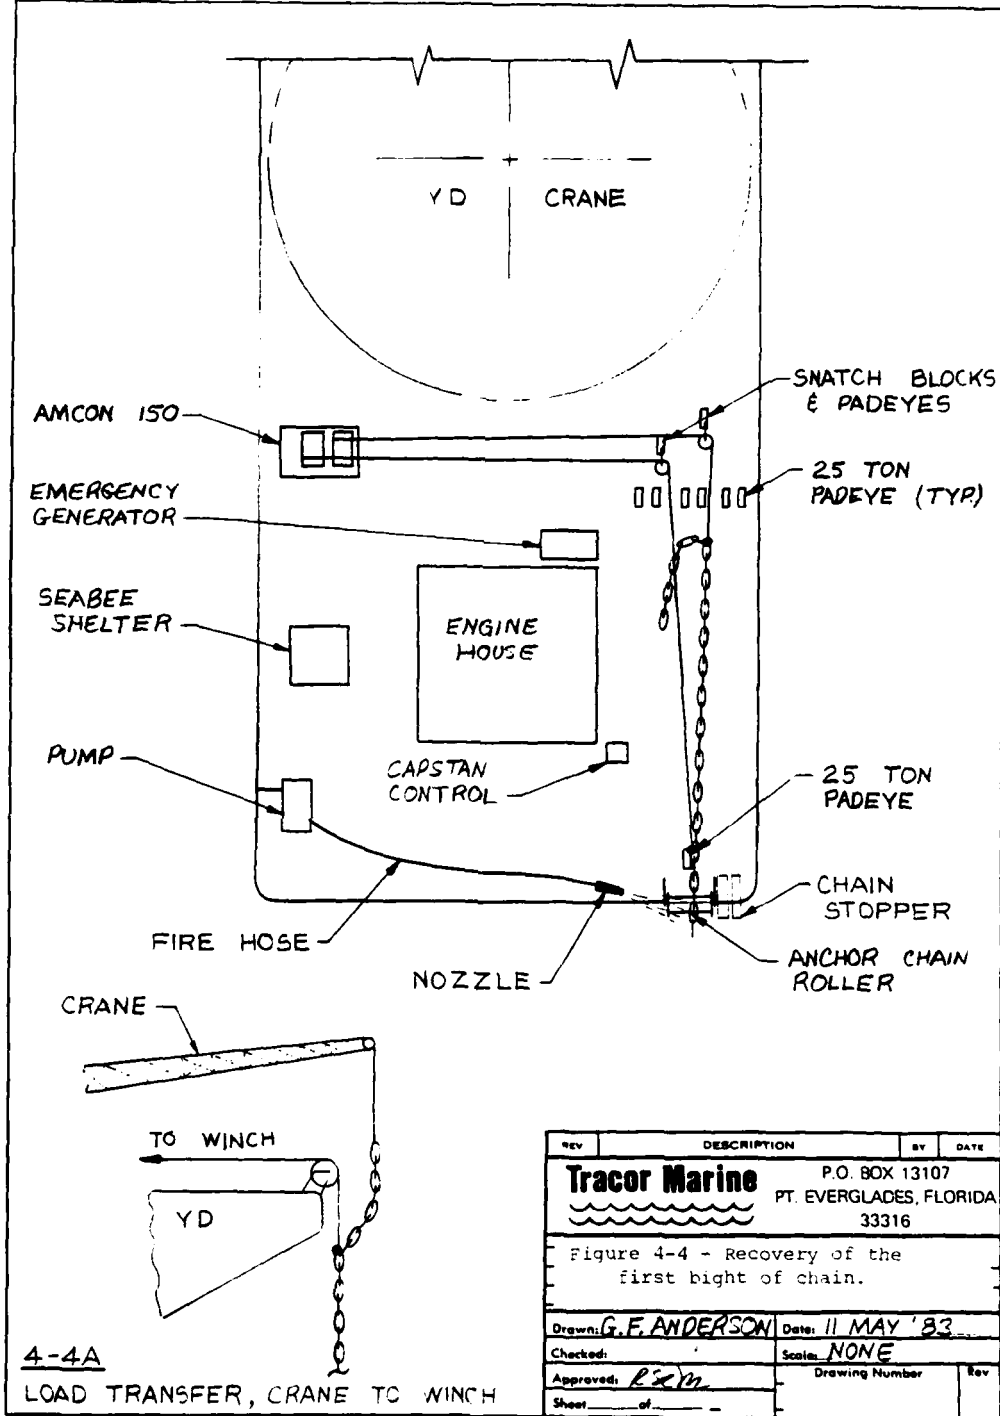 YD CRANE
SNATCH BLOCKS
& PADEYES
AMCON 150
25 TON
PADEYE (TYP.)
EMERGENCY
GENERATOR
SEABEE
SHELTER
ENGINE
HOUSE
PUMP
CAPSTAN
CONTROL
25 TON
PADEYE
CHAIN
STOPPER
FIRE HOSE
NOZZLE
ANCHOR CHAIN
ROLLER
CRANE
TO WINCH
YD
4-4A
LOAD TRANSFER, CRANE TO WINCH
REV DESCRIPTION BY DATE
Tracor Marine
P.O. BOX 13107
PT. EVERGLADES, FLORIDA
33316
Figure 4-4 - Recovery of the
first bight of chain.
Drawn: G.F. ANDERSON Date: 11 MAY '83
Checked: Scale: NONE
Approved: Drawing Number Rev
Sheet of